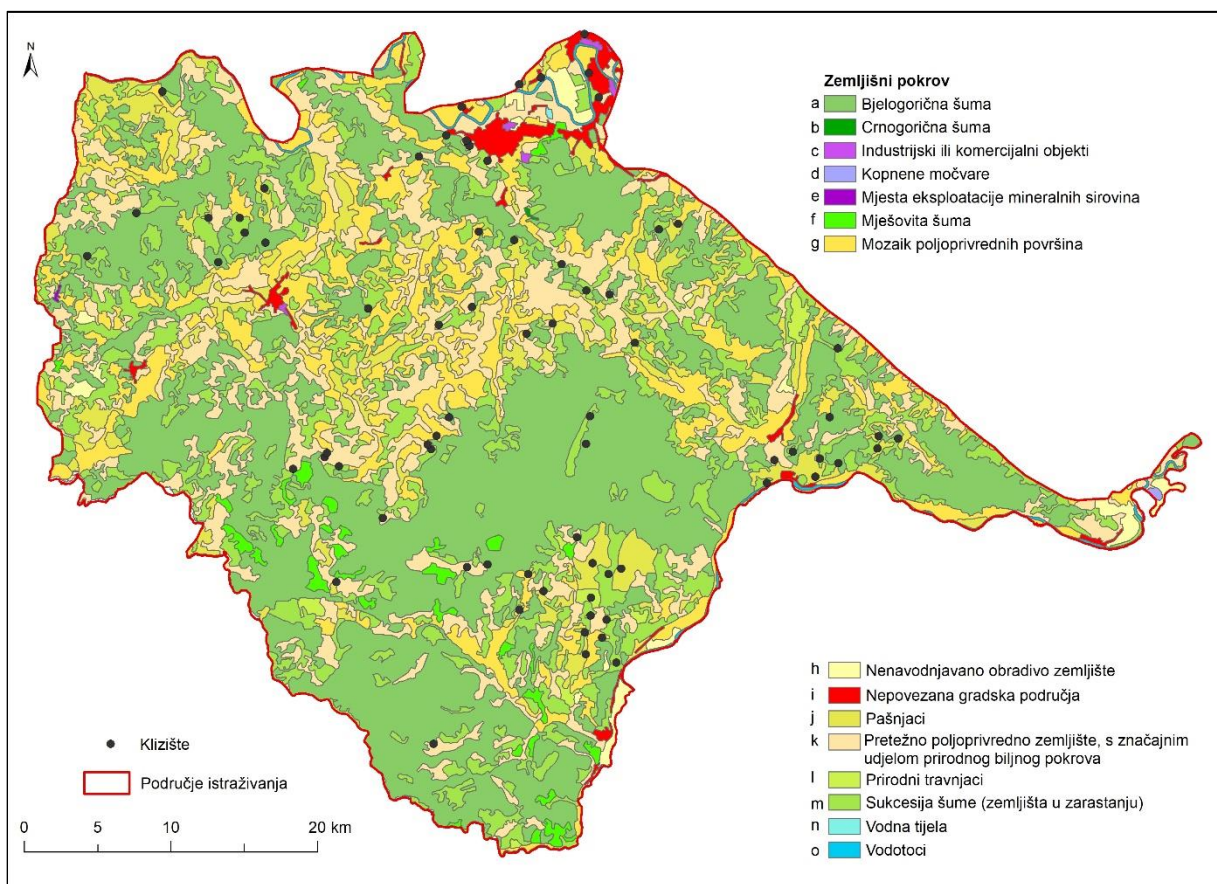 N
Zemljišni pokrov
a Bjelogorična šuma
b Crnogorična šuma
c Industrijski ili komercijalni objekti
d Kopnene močvare
e Mjesta eksploatacije mineralnih sirovina
f Mješovita šuma
g Mozaik poljoprivrednih površina
h Nenavodnjavano obradivo zemljište
i Nepovezana gradska područja
j Pašnjaci
k Pretežno poljoprivredno zemljište, s značajnim
udjelom prirodnog biljnog pokrova
l Prirodni travnjaci
m Sukcesija šume (zemljišta u zarastanju)
n Vodna tijela
o Vodotoci
Klizište
Područje istraživanja
0 5 10 20 km